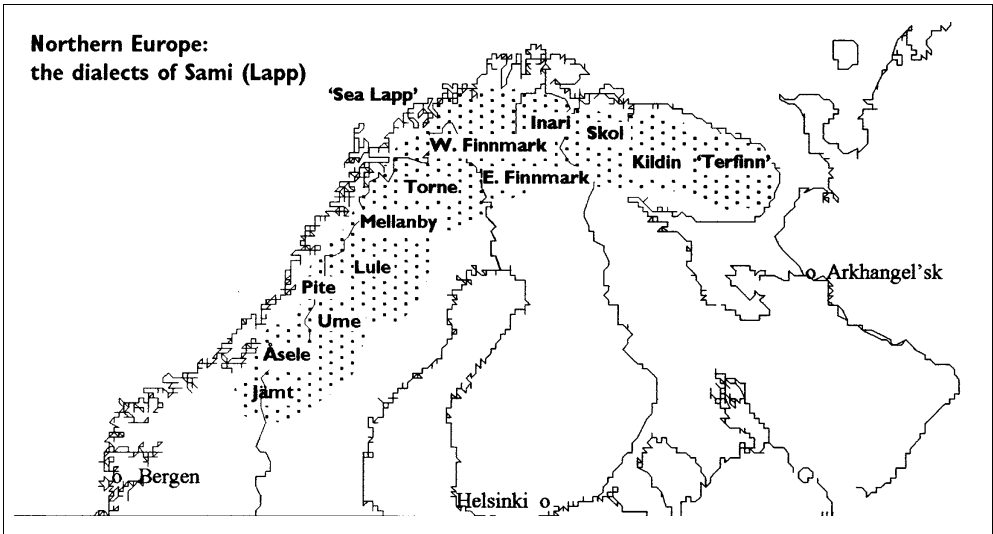 Northern Europe:
the dialects of Sami (Lapp)
'Sea Lapp'
Inari
Skol
W. Finnmark
Kildin
'Terfinn'
E. Finnmark
Torne.
Mellanby
Lule
Pite
Ume
Åsele
Jämt
Arkhangel'sk
Bergen
Helsinki